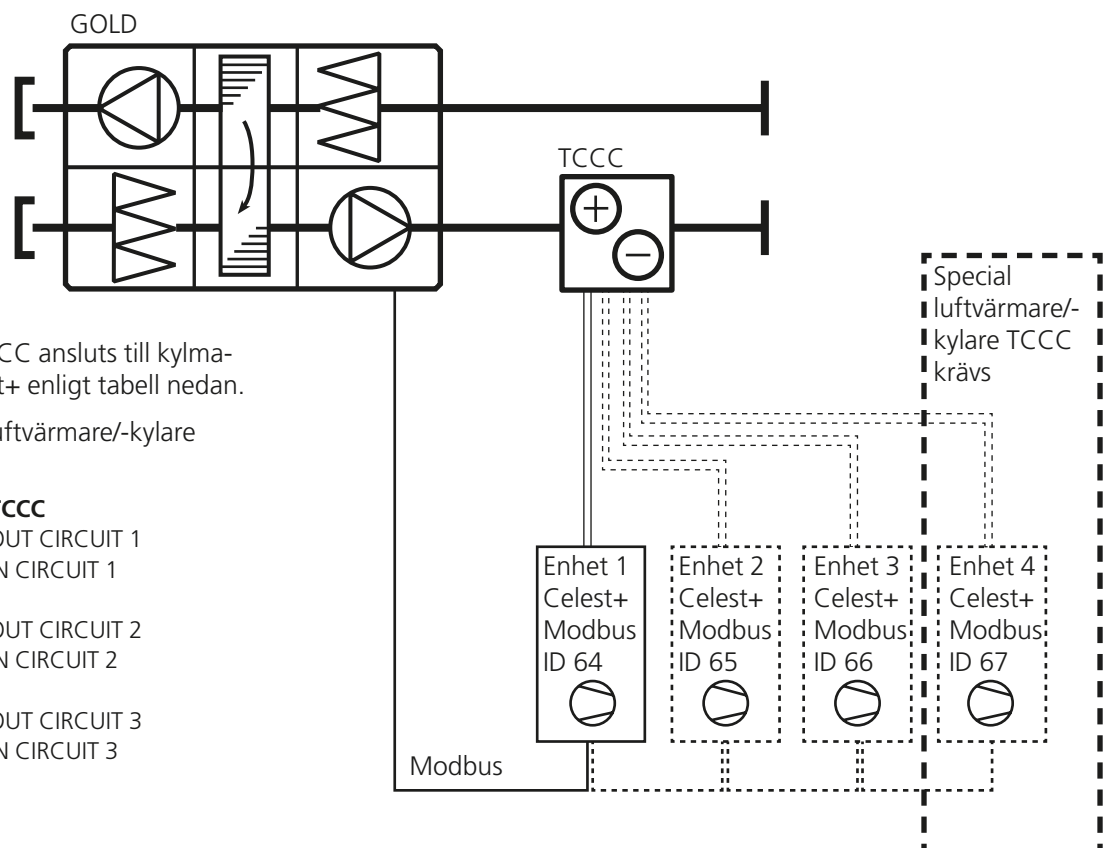 GOLD
TCCC
Special
luftvärmare/-
kylare TCCC
krävs
CC ansluts till kylma-
t+ enligt tabell nedan.
uftvärmare/-kylare
TCCC
OUT CIRCUIT 1
N CIRCUIT 1
OUT CIRCUIT 2
N CIRCUIT 2
OUT CIRCUIT 3
N CIRCUIT 3
Enhet 1
Celest+
Modbus
ID 64
Enhet 2
Celest+
Modbus
ID 65
Enhet 3
Celest+
Modbus
ID 66
Enhet 4
Celest+
Modbus
ID 67
Modbus